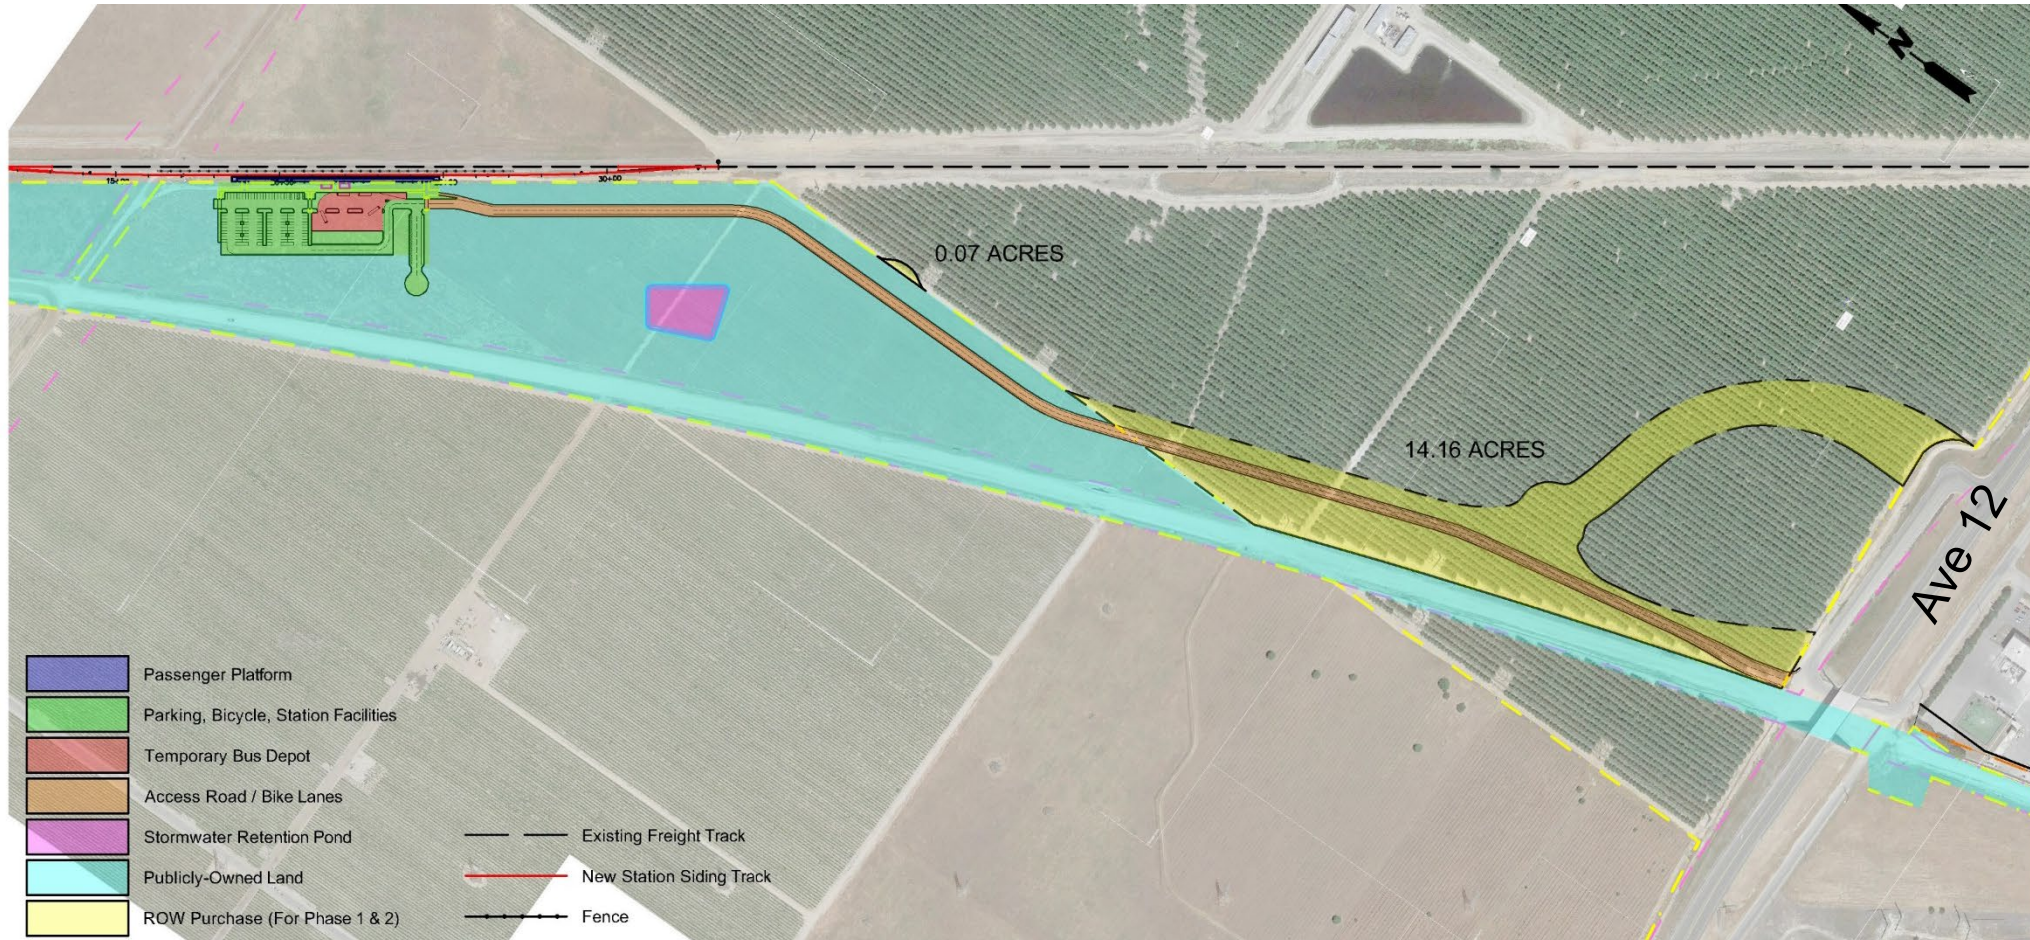 N
30+00
0.07 ACRES
14.16 ACRES
Ave 12
Passenger Platform
Parking, Bicycle, Station Facilities
Temporary Bus Depot
Access Road / Bike Lanes
Stormwater Retention Pond
Publicly-Owned Land
ROW Purchase (For Phase 1 & 2)
Existing Freight Track
New Station Siding Track
Fence